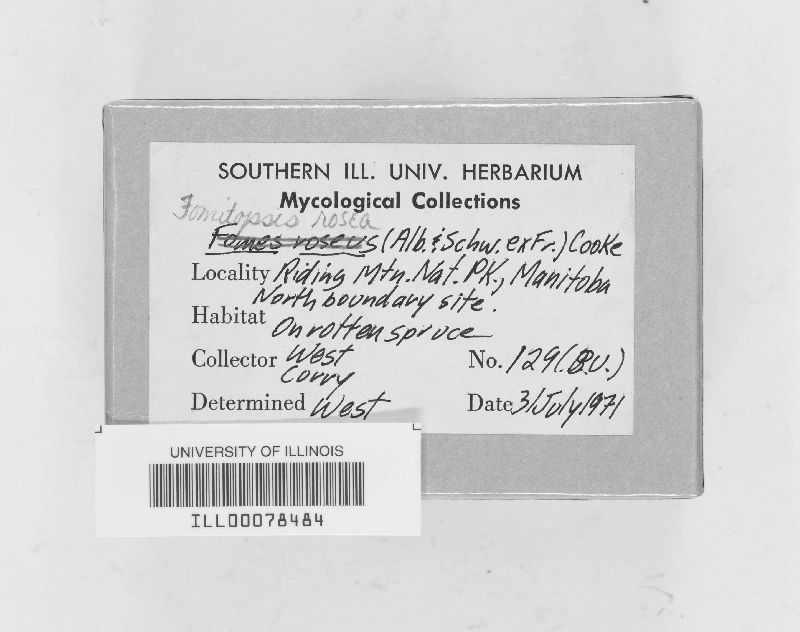 SOUTHERN ILL. UNIV. HERBARIUM
Mycological Collections
Fomitopsis rosea
Fomes roseus (Alb. & Schw. ex Fr.) Cooke
Locality Riding Mtn. Nat. PK., Manitoba
North boundary site.
Habitat On rotten spruce
Collector West No. 129 (B.U.)
Corry
Determined West Date 31 July 1971
UNIVERSITY OF ILLINOIS
ILL00078484